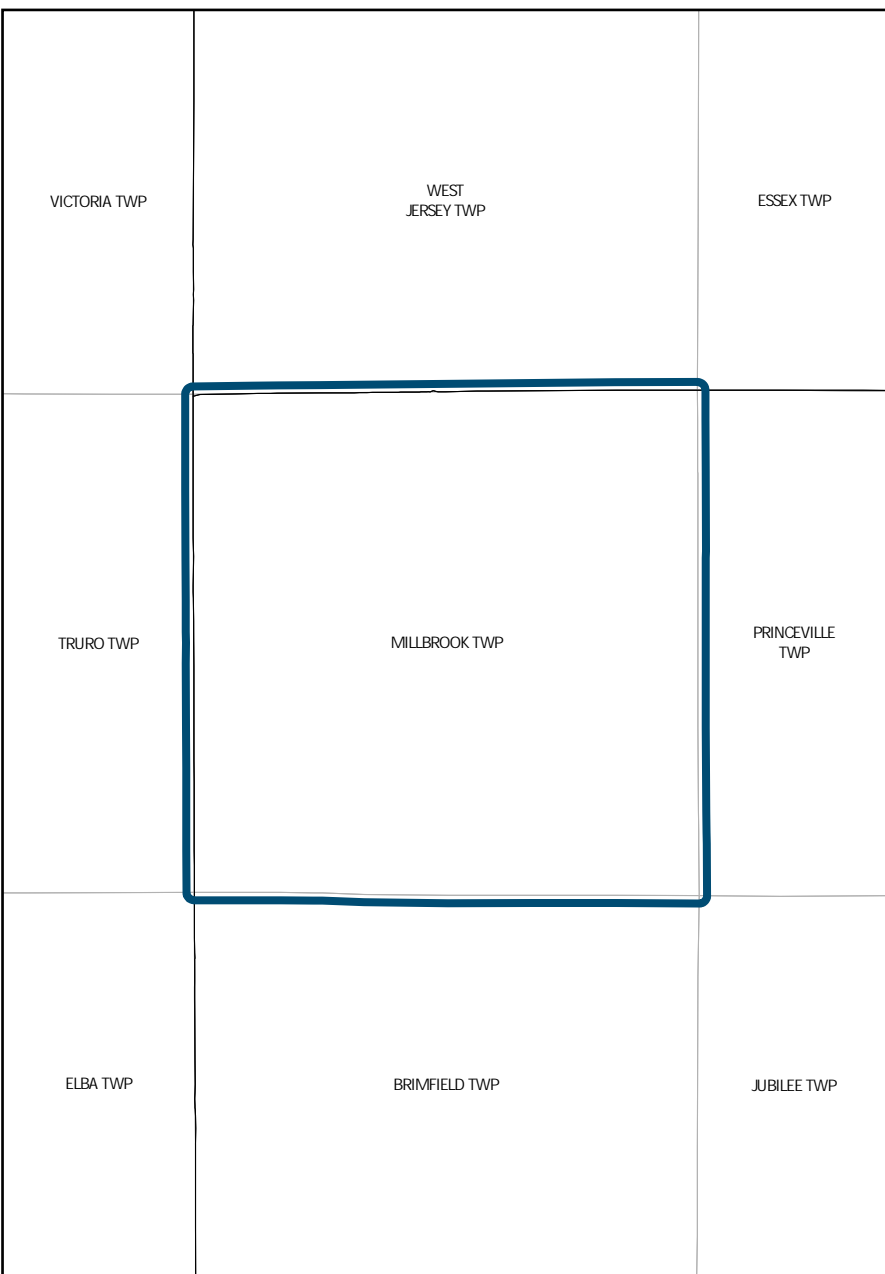 VICTORIA TWP
WEST
JERSEY TWP
ESSEX TWP
TRURO TWP
MILLBROOK TWP
PRINCEVILLE
TWP
ELBA TWP
BRIMFIELD TWP
JUBILEE TWP